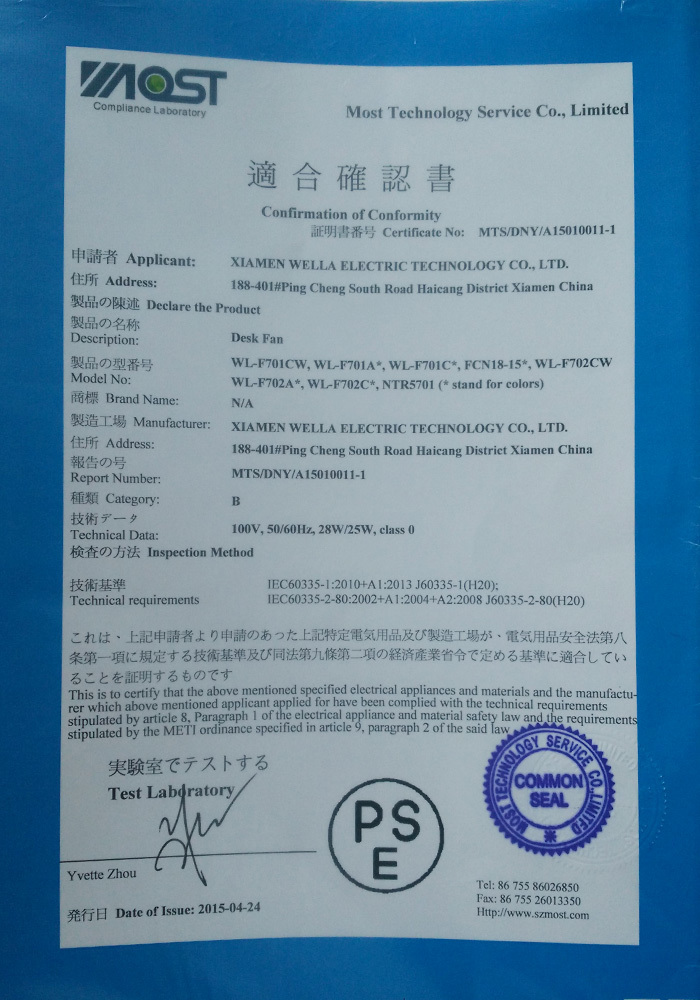 MOST
Compliance Laboratory
Most Technology Service Co., Limited
適合確認書
Confirmation of Conformity
証明書番号 Certificate No: MTS/DNY/A15010011-1
申請者 Applicant: XIAMEN WELLA ELECTRIC TECHNOLOGY CO., LTD.
住所 Address: 188-401#Ping Cheng South Road Haicang District Xiamen China
製品の陳述 Declare the Product
製品の名称
Description: Desk Fan
製品の型番号 WL-F701CW, WL-F701A*, WL-F701C*, FCN18-15*, WL-F702CW
Model No: WL-F702A*, WL-F702C*, NTR5701 (* stand for colors)
商標 Brand Name: N/A
製造工場 Manufacturer: XIAMEN WELLA ELECTRIC TECHNOLOGY CO., LTD.
住所 Address: 188-401#Ping Cheng South Road Haicang District Xiamen China
報告の号
Report Number: MTS/DNY/A15010011-1
種類 Category: B
技術データ
Technical Data: 100V, 50/60Hz, 28W/25W, class 0
検査の方法 Inspection Method
技術基準 IEC60335-1:2010+A1:2013 J60335-1(H20);
Technical requirements IEC60335-2-80:2002+A1:2004+A2:2008 J60335-2-80(H20)
これは、上記申請者より申請のあった上記特定電気用品及び製造工場が、電気用品安全法第八
条第一項に規定する技術基準及び同法第九條第二項の経済産業省令で定める基準に適合してい
ることを証明するものです
This is to certify that the above mentioned specified electrical appliances and materials and the manufactu-
rer which above mentioned applicant applied for have been complied with the technical requirements
stipulated by article 8, Paragraph 1 of the electrical appliance and material safety law and the requirements
stipulated by the METI ordinance specified in article 9, paragraph 2 of the said law
実験室でテストする
Test Laboratory
Yvette Zhou
発行日 Date of Issue: 2015-04-24
PS
E
MOST TECHNOLOGY SERVICE CO.,LIMITED
COMMON
SEAL
Tel: 86 755 86026850
Fax: 86 755 26013350
Http://www.szmost.com